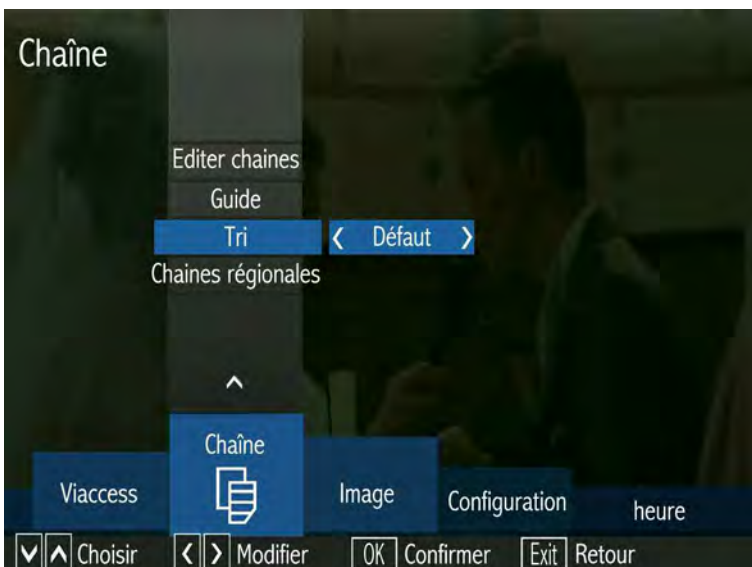 Chaîne
Editer chaines
Guide
Tri
Défaut
Chaines régionales
Chaîne
Viaccess
Image
Configuration
heure
Choisir
Modifier
OK Confirmer
Exit Retour